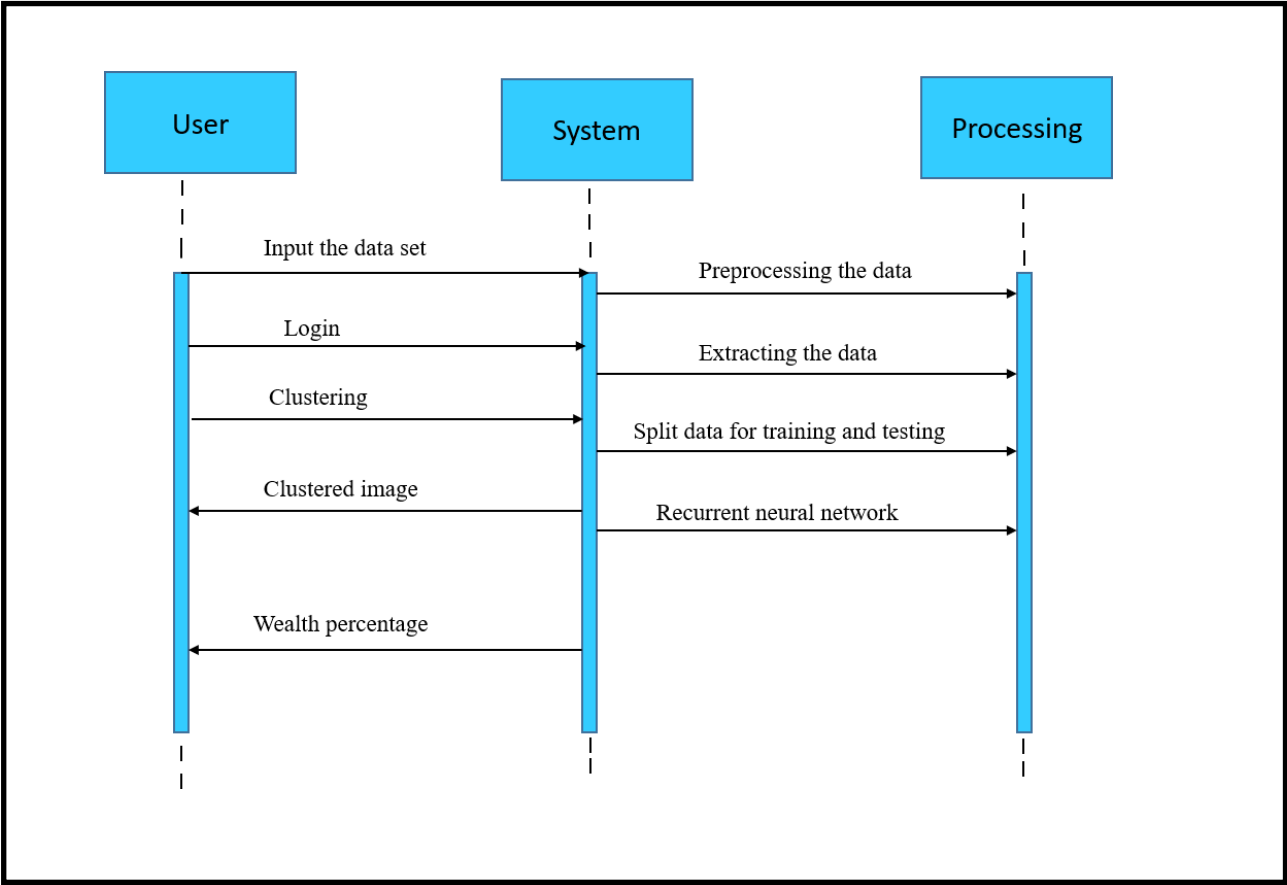 User
System
Processing
Input the data set
Preprocessing the data
Login
Extracting the data
Clustering
Split data for training and testing
Clustered image
Recurrent neural network
Wealth percentage